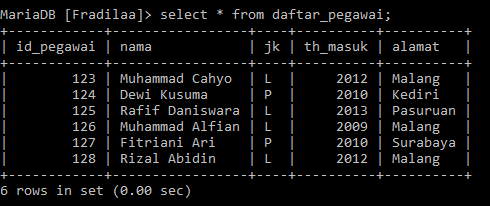 MariaDB [Fradilaa]> select * from daftar_pegawai;
+------------+-----------------+----+----------+----------+
| id_pegawai | nama            | jk | th_masuk | alamat   |
+------------+-----------------+----+----------+----------+
|        123 | Muhammad Cahyo  | L  |     2012 | Malang   |
|        124 | Dewi Kusuma     | P  |     2010 | Kediri   |
|        125 | Rafif Daniswara | L  |     2013 | Pasuruan |
|        126 | Muhammad Alfian | L  |     2009 | Malang   |
|        127 | Fitriani Ari    | P  |     2010 | Surabaya |
|        128 | Rizal Abidin    | L  |     2012 | Malang   |
+------------+-----------------+----+----------+----------+
6 rows in set (0.00 sec)